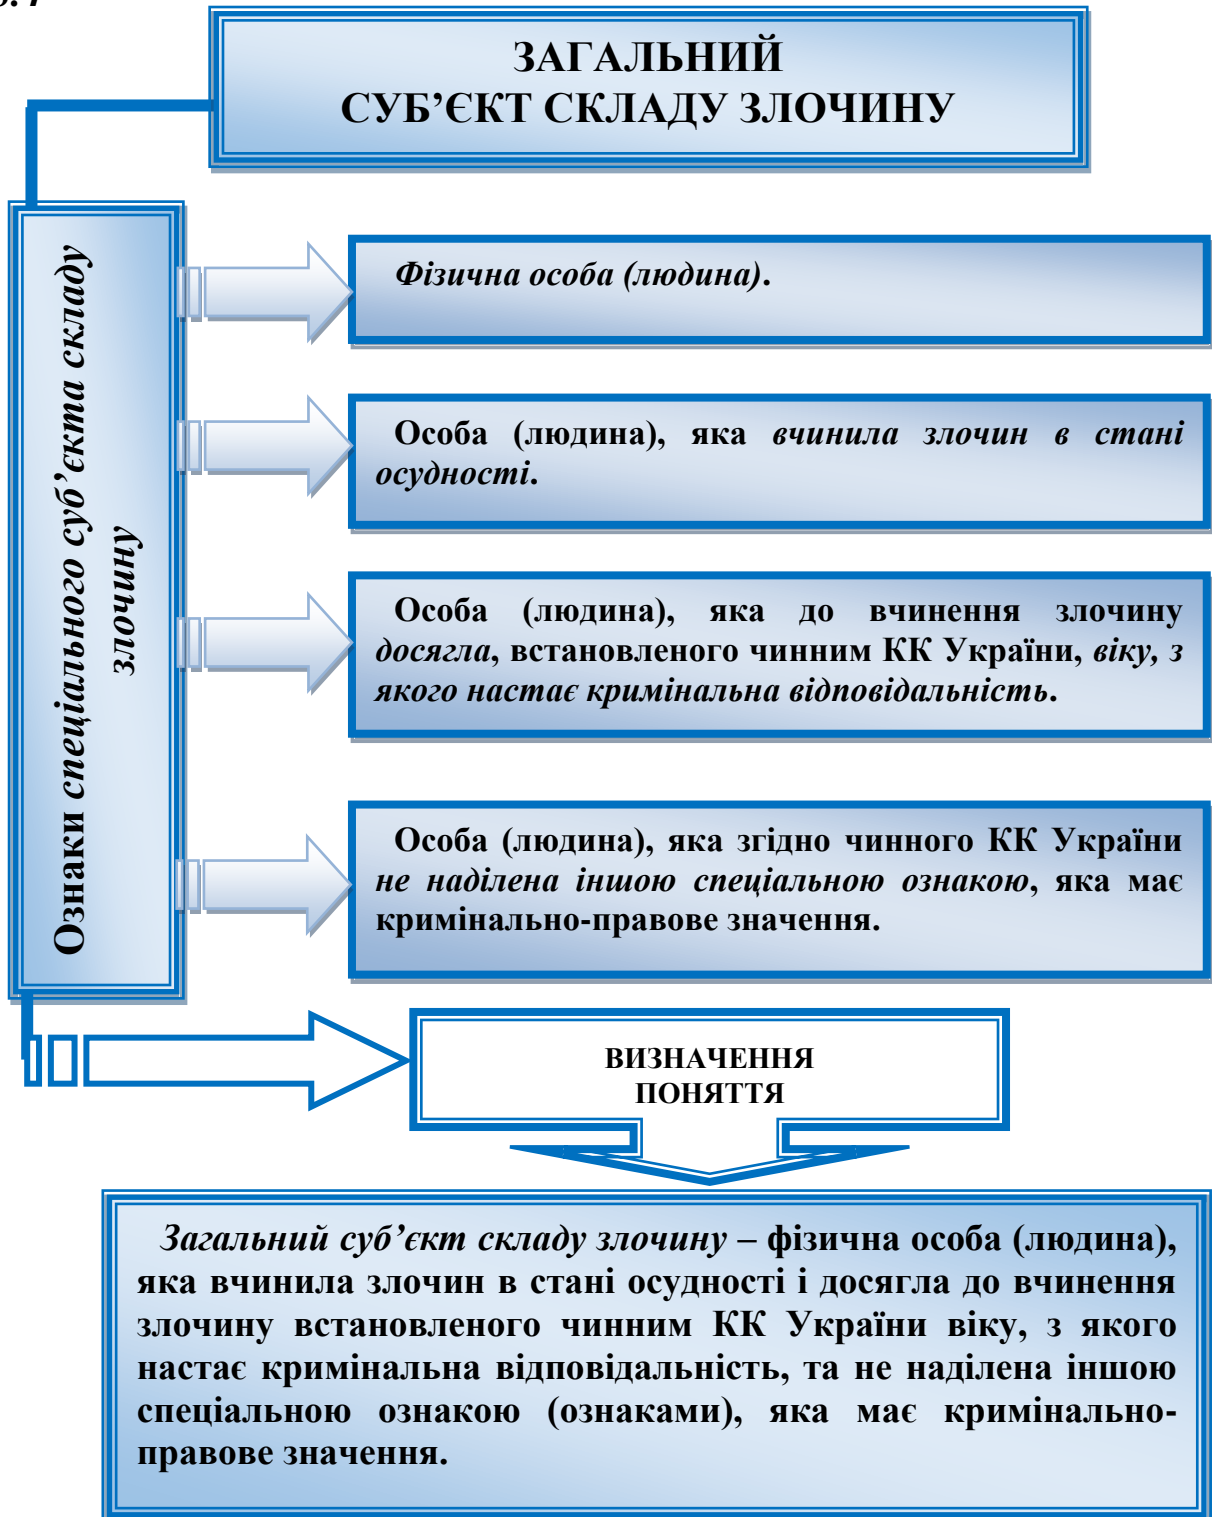 ЗАГАЛЬНИЙ
СУБ’ЄКТ СКЛАДУ ЗЛОЧИНУ
Ознаки спеціального суб’єкта складу
злочину
Фізична особа (людина).
Особа (людина), яка вчинила злочин в стані
осудності.
Особа (людина), яка до вчинення злочину
досягла, встановленого чинним КК України, віку, з
якого настає кримінальна відповідальність.
Особа (людина), яка згідно чинного КК України
не наділена іншою спеціальною ознакою, яка має
кримінально-правове значення.
ВИЗНАЧЕННЯ
ПОНЯТТЯ
Загальний суб’єкт складу злочину – фізична особа (людина),
яка вчинила злочин в стані осудності і досягла до вчинення
злочину встановленого чинним КК України віку, з якого
настає кримінальна відповідальність, та не наділена іншою
спеціальною ознакою (ознаками), яка має кримінально-
правове значення.